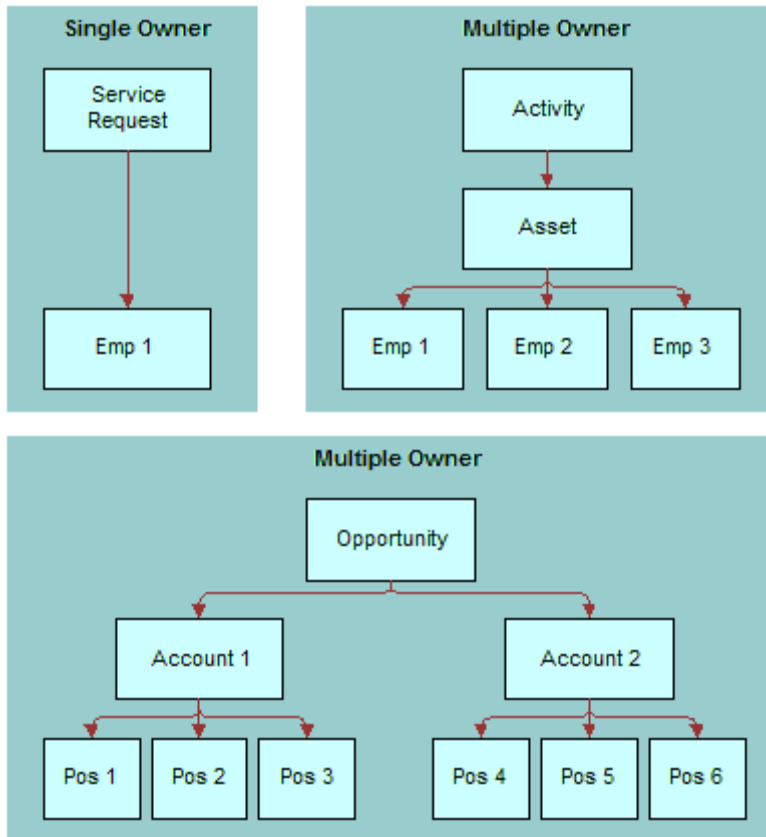 Single Owner
Service
Request
Emp 1
Multiple Owner
Activity
Asset
Emp 1
Emp 2
Emp 3
Multiple Owner
Opportunity
Account 1
Account 2
Pos 1
Pos 2
Pos 3
Pos 4
Pos 5
Pos 6